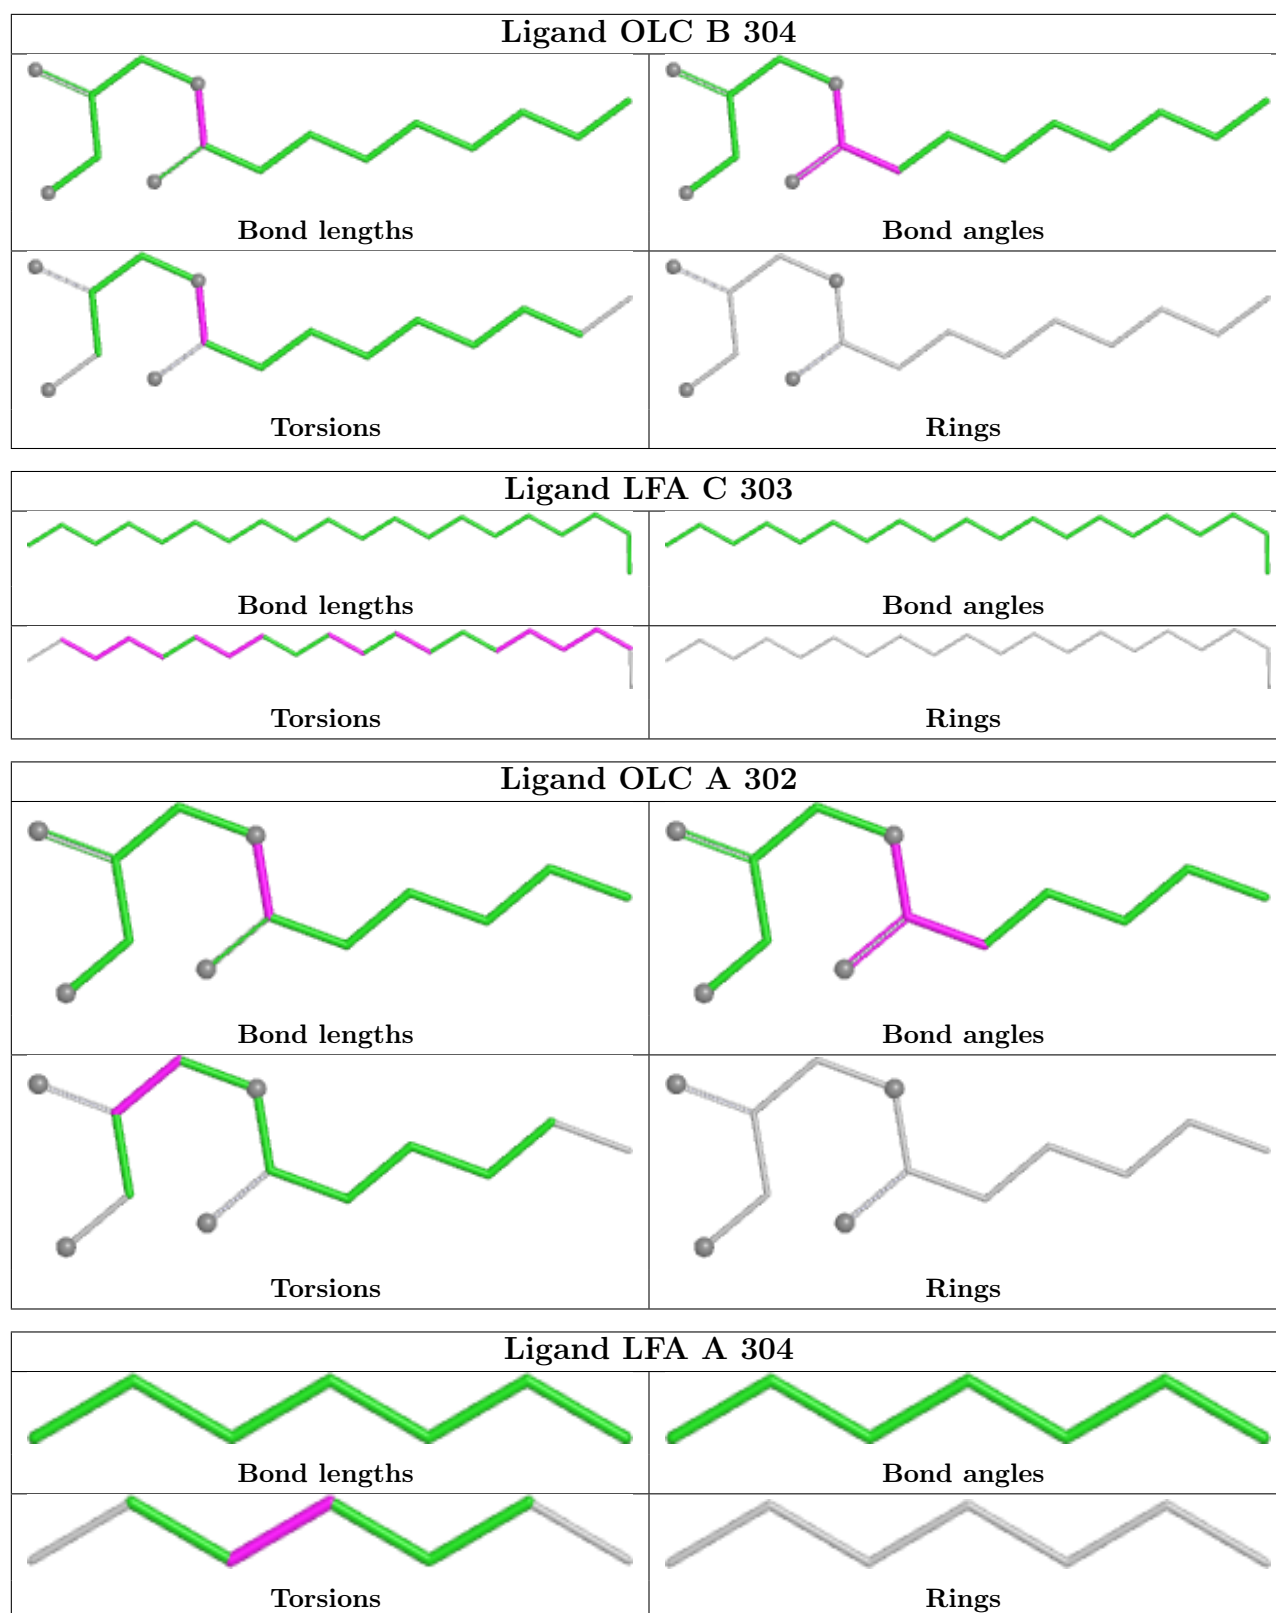 Ligand OLC B 304
Bond lengths
Bond angles
Torsions
Rings
Ligand LFA C 303
Bond lengths
Bond angles
Torsions
Rings
Ligand OLC A 302
Bond lengths
Bond angles
Torsions
Rings
Ligand LFA A 304
Bond lengths
Bond angles
Torsions
Rings